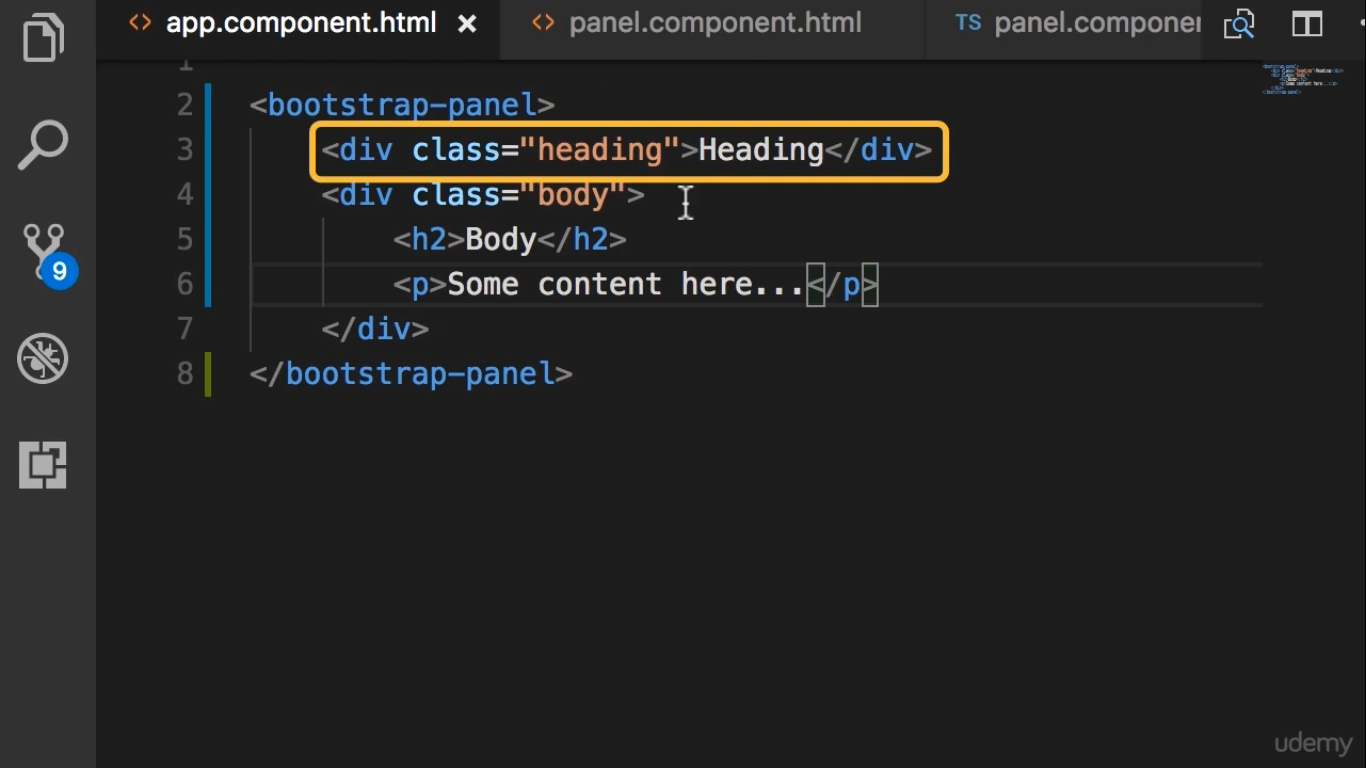 app.component.html × panel.component.html TS panel.componen
1
2 <bootstrap-panel>
3 <div class="heading">Heading</div>
4 <div class="body">
5 <h2>Body</h2>
6 <p>Some content here...</p>
7 </div>
8 </bootstrap-panel>
9
udemy